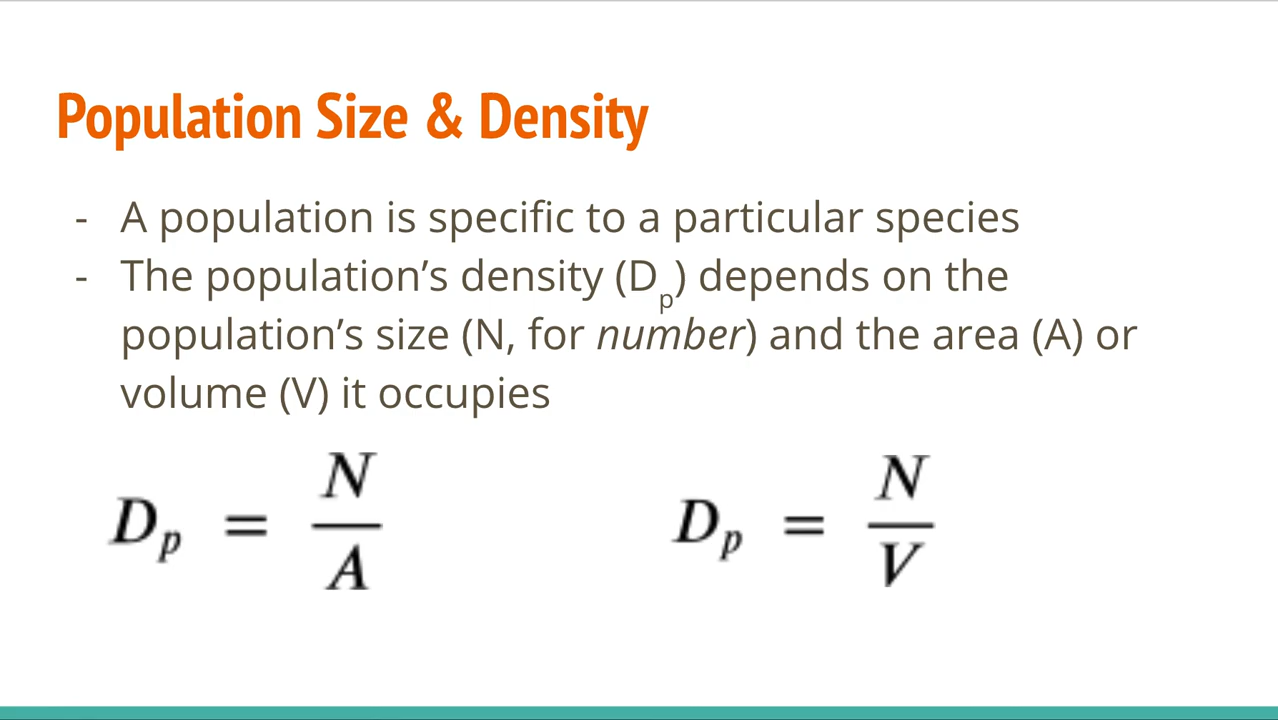 Population Size & Density
- A population is specific to a particular species
- The population’s density (Dp) depends on the
population’s size (N, for number) and the area (A) or
volume (V) it occupies
Dp = N/A
Dp = N/V